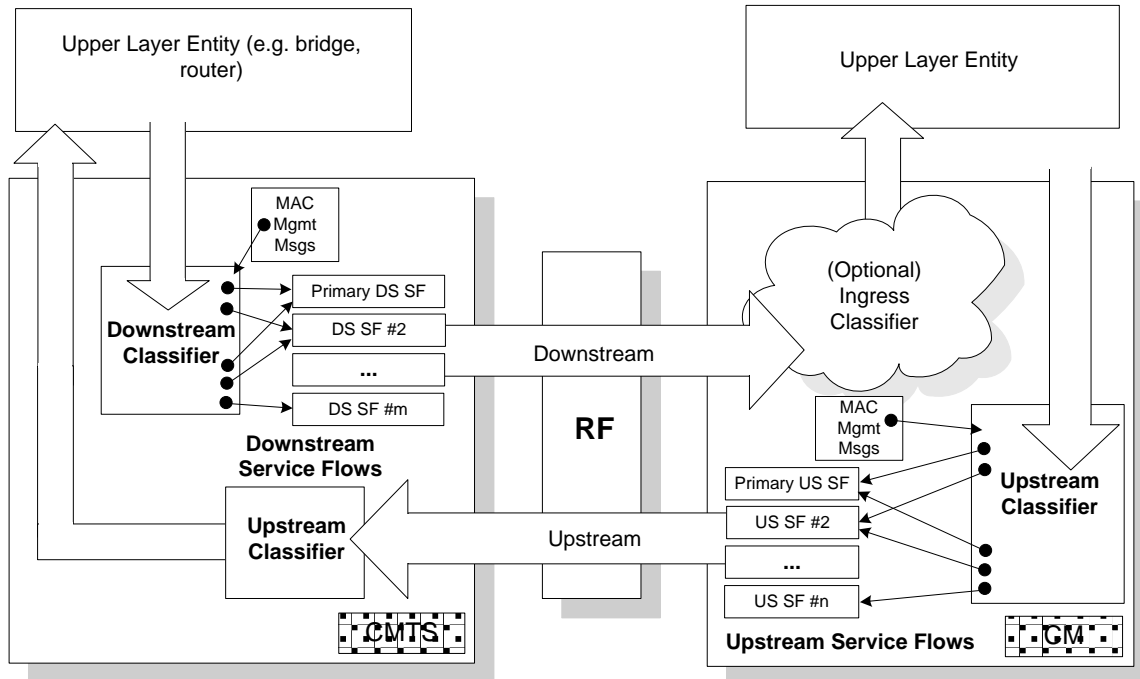 Upper Layer Entity (e.g. bridge,
router)
Upper Layer Entity
MAC
Mgmt
Msgs
Primary DS SF
DS SF #2
...
DS SF #m
Downstream
Classifier
Downstream
Service Flows
Downstream
RF
(Optional)
Ingress
Classifier
MAC
Mgmt
Msgs
Primary US SF
US SF #2
...
US SF #n
Upstream
Classifier
Upstream
Classifier
Upstream
Upstream Service Flows
CMTS
CM